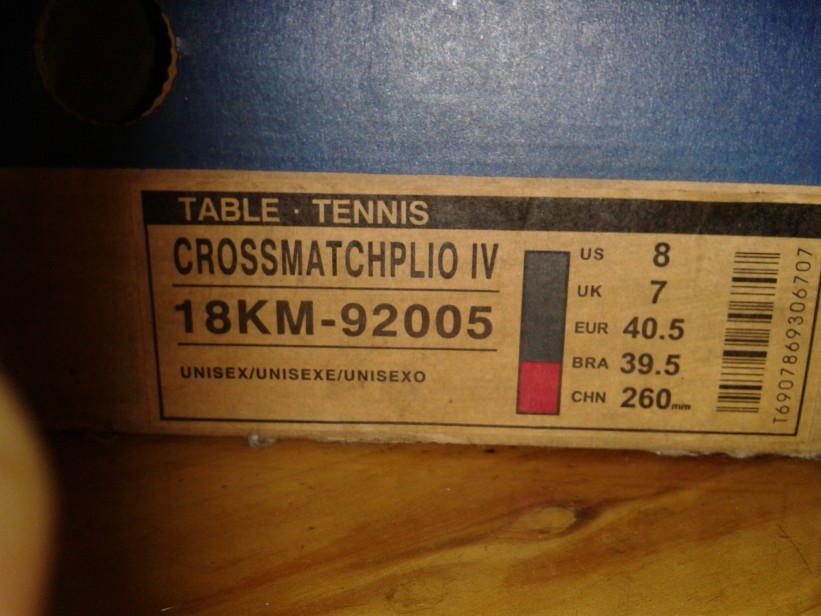 TABLE · TENNIS
CROSSMATCHPLIO IV
18KM-92005
UNISEX/UNISEXE/UNISEXO
US 8
UK 7
EUR 40.5
BRA 39.5
CHN 260mm
T6907869306707